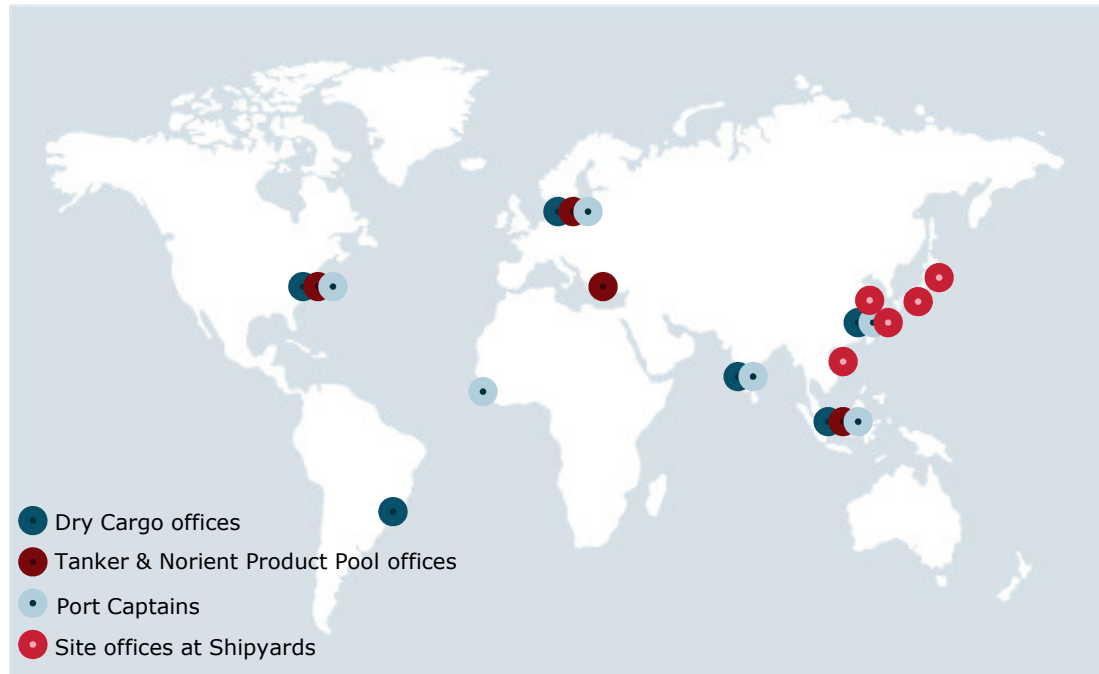 Dry Cargo offices
Tanker & Norient Product Pool offices
Port Captains
Site offices at Shipyards